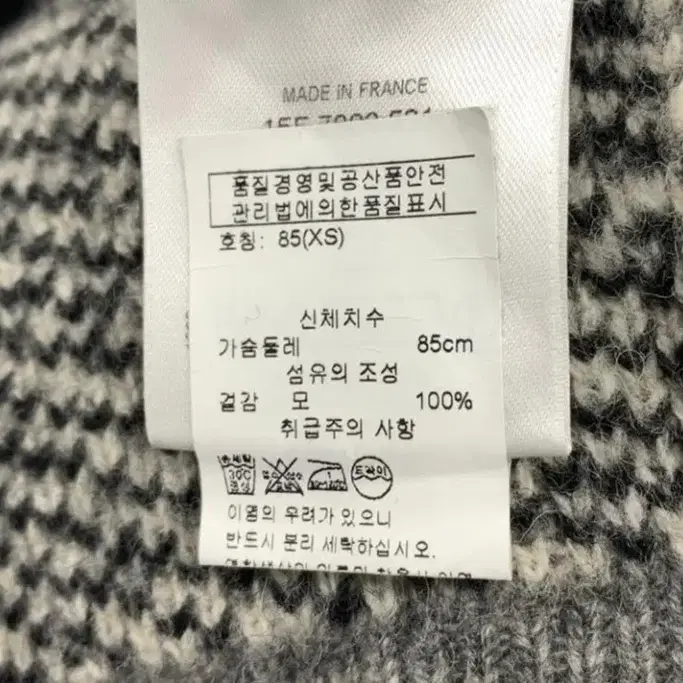 MADE IN FRANCE
품질경영및공산품안전
관리법에의한품질표시
호칭: 85(XS)
신체치수
가슴둘레 85cm
섬유의 조성
겉감 모 100%
취급주의 사항
드라이
이염의 우려가 있으니
반드시 분리 세탁하십시오.